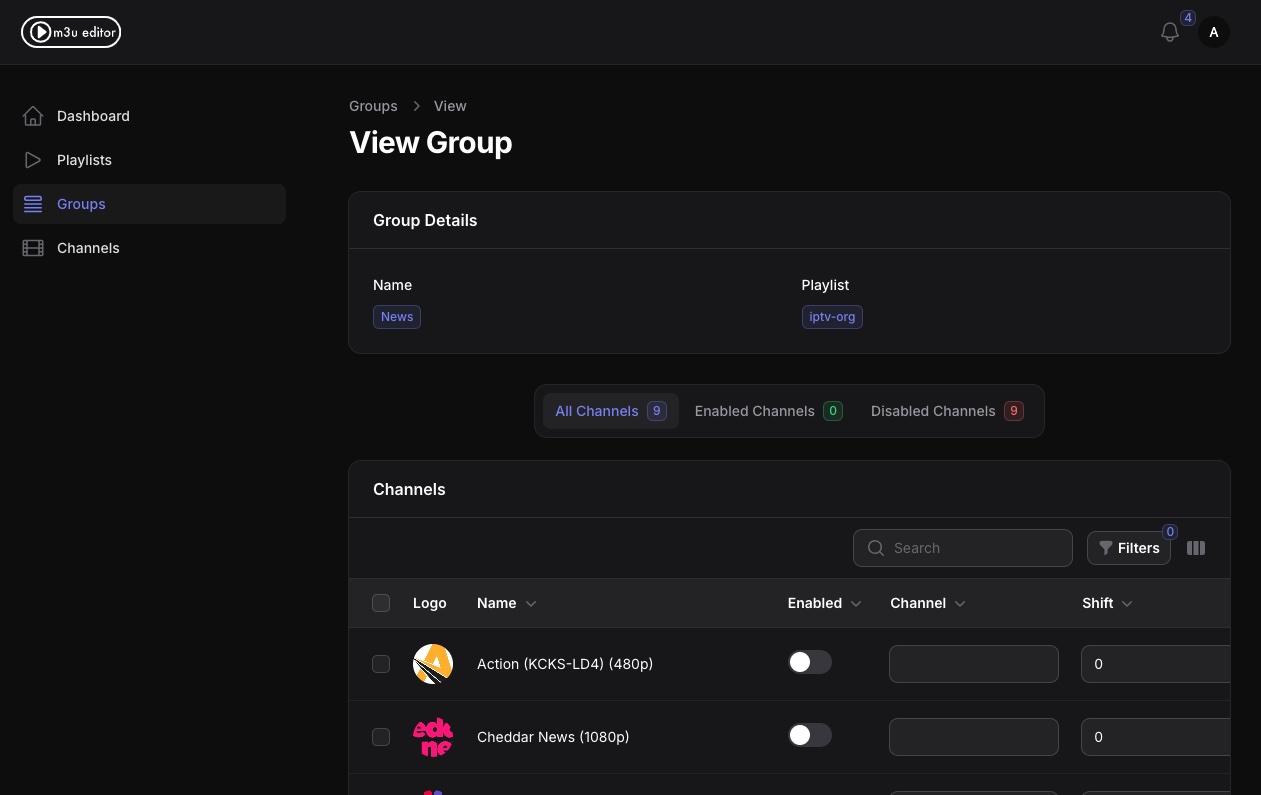 m3u editor
4
A
Dashboard
Playlists
Groups
Channels
Groups > View
View Group
Group Details
Name Playlist
News iptv-org
All Channels 9 Enabled Channels 0 Disabled Channels 9
Channels
Search Filters 0
Logo Name Enabled Channel Shift
Action (KCKS-LD4) (480p) 0
Cheddar News (1080p) 0